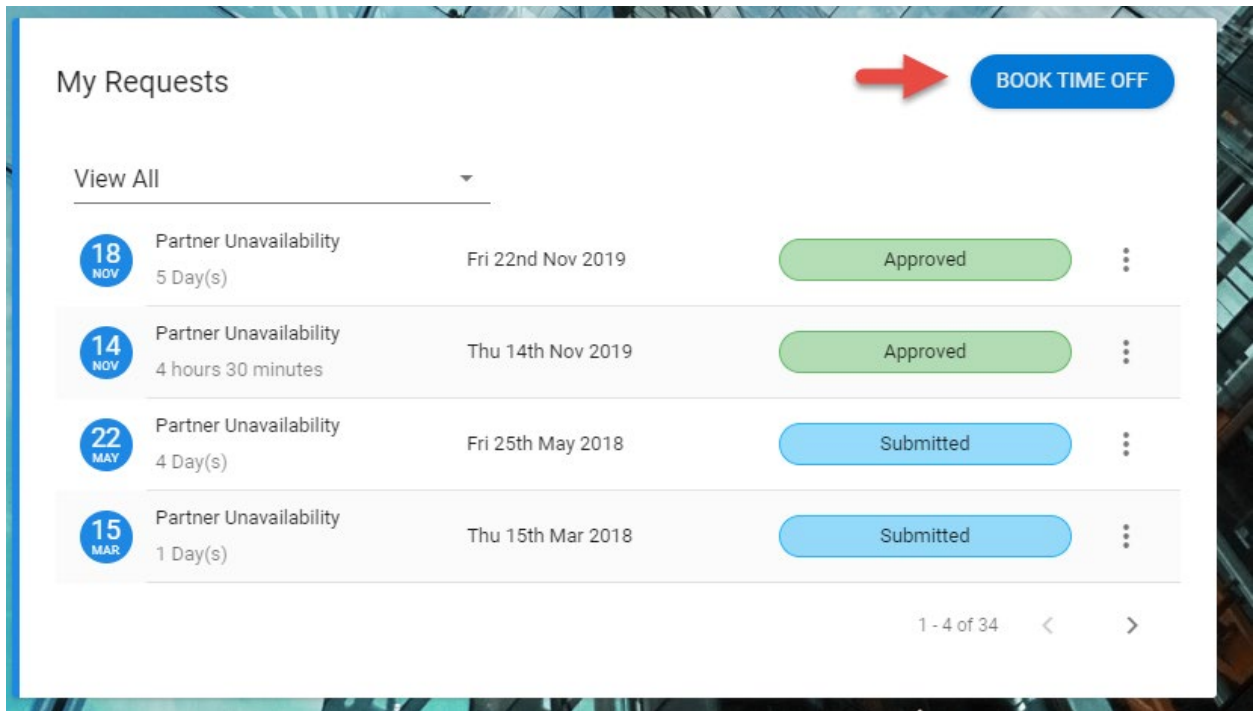 My Requests
BOOK TIME OFF
View All
18
NOV
Partner Unavailability
5 Day(s)
Fri 22nd Nov 2019
Approved
14
NOV
Partner Unavailability
4 hours 30 minutes
Thu 14th Nov 2019
Approved
22
MAY
Partner Unavailability
4 Day(s)
Fri 25th May 2018
Submitted
15
MAR
Partner Unavailability
1 Day(s)
Thu 15th Mar 2018
Submitted
1 - 4 of 34